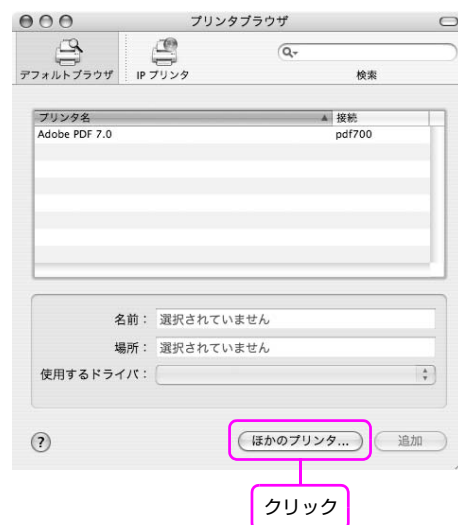 プリンタブラウザ
デフォルトブラウザ IP プリンタ 検索
プリンタ名 接続
Adobe PDF 7.0 pdf700
名前： 選択されていません
場所： 選択されていません
使用するドライバ：
? ほかのプリンタ... 追加
クリック